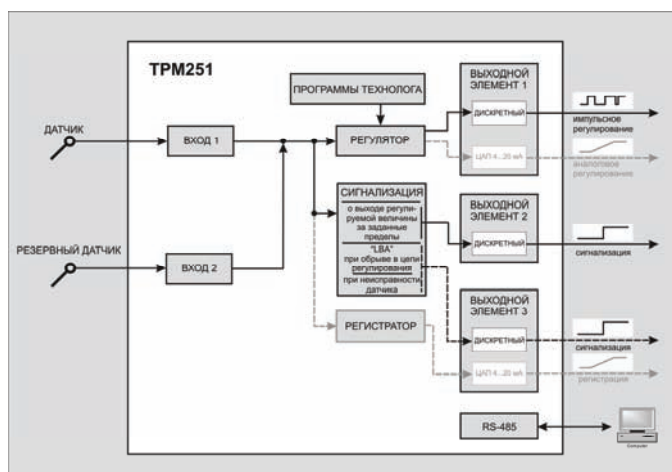 ТРМ251
ПРОГРАММЫ ТЕХНОЛОГА
ВЫХОДНОЙ
ЭЛЕМЕНТ 1
ДИСКРЕТНЫЙ
импульсное
регулирование
ДАТЧИК
ВХОД 1
РЕГУЛЯТОР
ЦАП 4...20 мА
аналоговое
регулирование
СИГНАЛИЗАЦИЯ
о выходе регули-
руемой величины
за заданные
пределы
"LBA"
при обрыве в цепи
регулирования
при неисправности
датчика
ВЫХОДНОЙ
ЭЛЕМЕНТ 2
ДИСКРЕТНЫЙ
сигнализация
РЕЗЕРВНЫЙ ДАТЧИК
ВХОД 2
ВЫХОДНОЙ
ЭЛЕМЕНТ 3
РЕГИСТРАТОР
ДИСКРЕТНЫЙ
сигнализация
ЦАП 4...20 мА
регистрация
RS-485
Computer